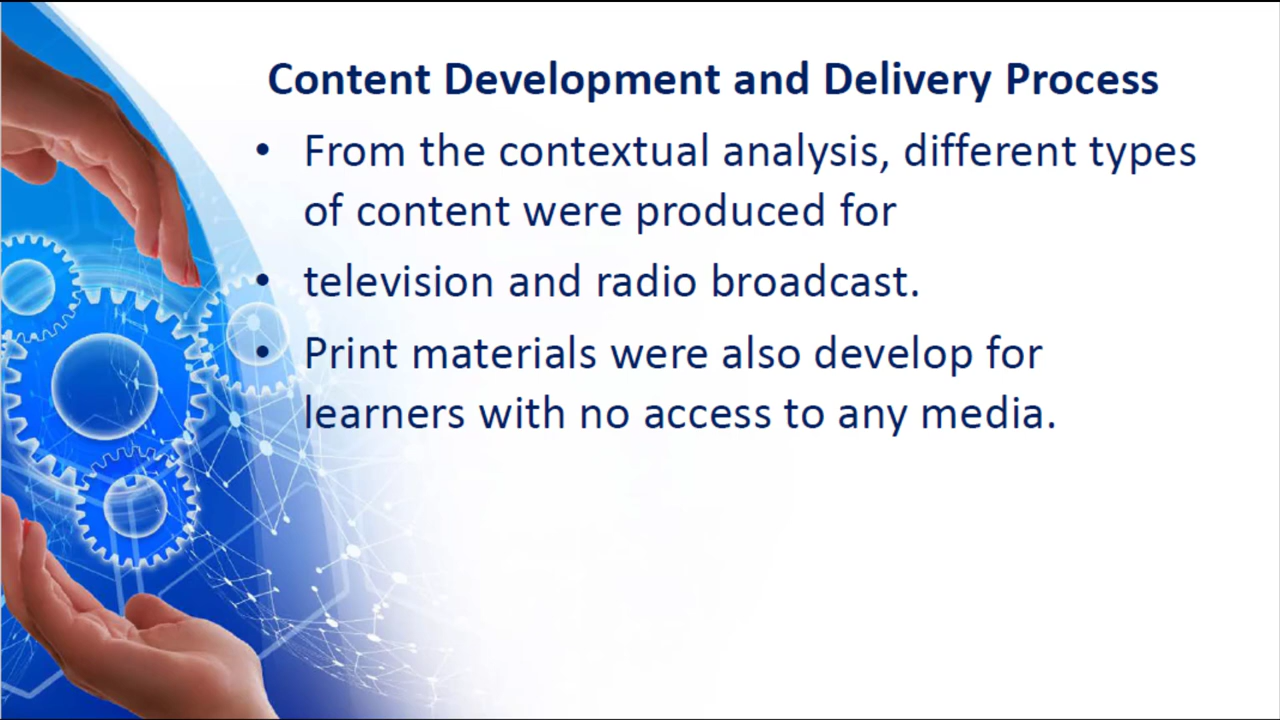 Content Development and Delivery Process
• From the contextual analysis, different types
of content were produced for
• television and radio broadcast.
• Print materials were also develop for
learners with no access to any media.